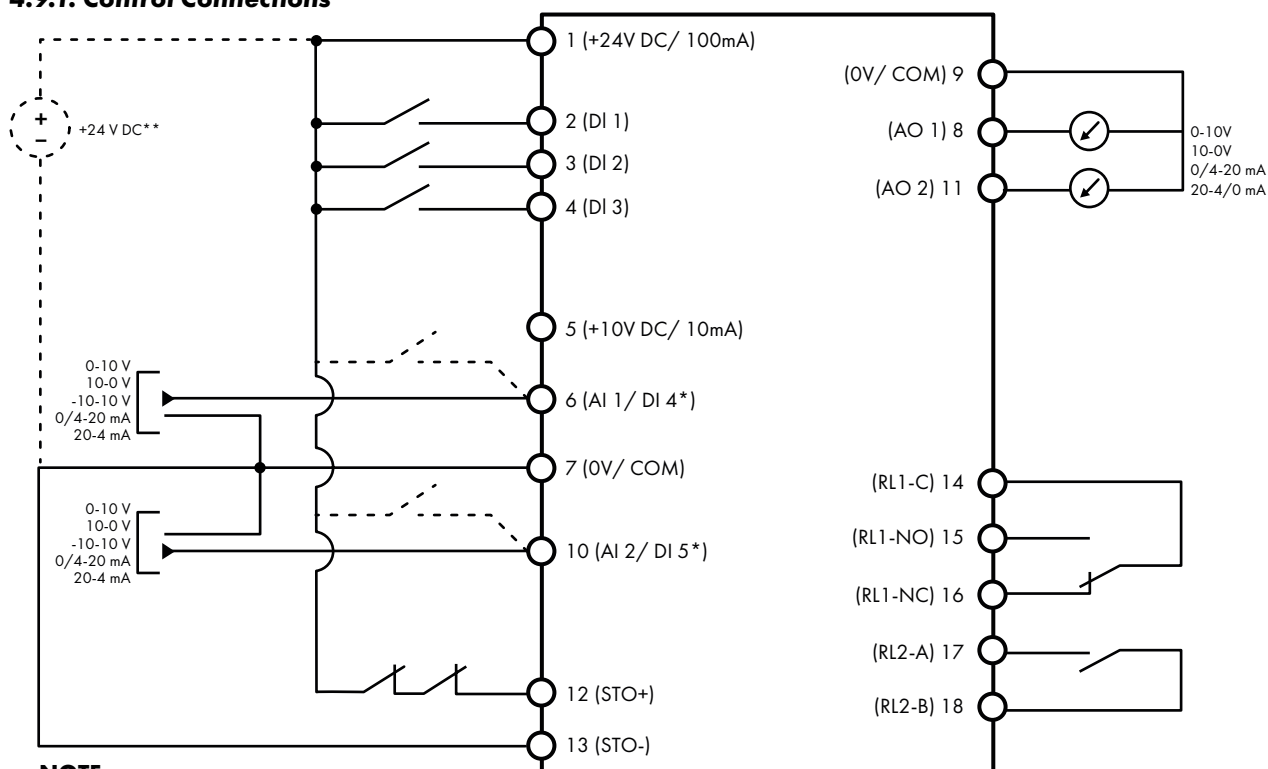 4.9.1. Control Connections
+
−
+24 V DC**
1 (+24V DC/ 100mA)
2 (DI 1)
3 (DI 2)
4 (DI 3)
5 (+10V DC/ 10mA)
0-10 V
10-0 V
-10-10 V
0/4-20 mA
20-4 mA
6 (AI 1/ DI 4*)
7 (0V/ COM)
0-10 V
10-0 V
-10-10 V
0/4-20 mA
20-4 mA
10 (AI 2/ DI 5*)
12 (STO+)
13 (STO-)
(0V/ COM) 9
(AO 1) 8
(AO 2) 11
0-10V
10-0V
0/4-20 mA
20-4/0 mA
(RL1-C) 14
(RL1-NO) 15
(RL1-NC) 16
(RL2-A) 17
(RL2-B) 18
NOTE